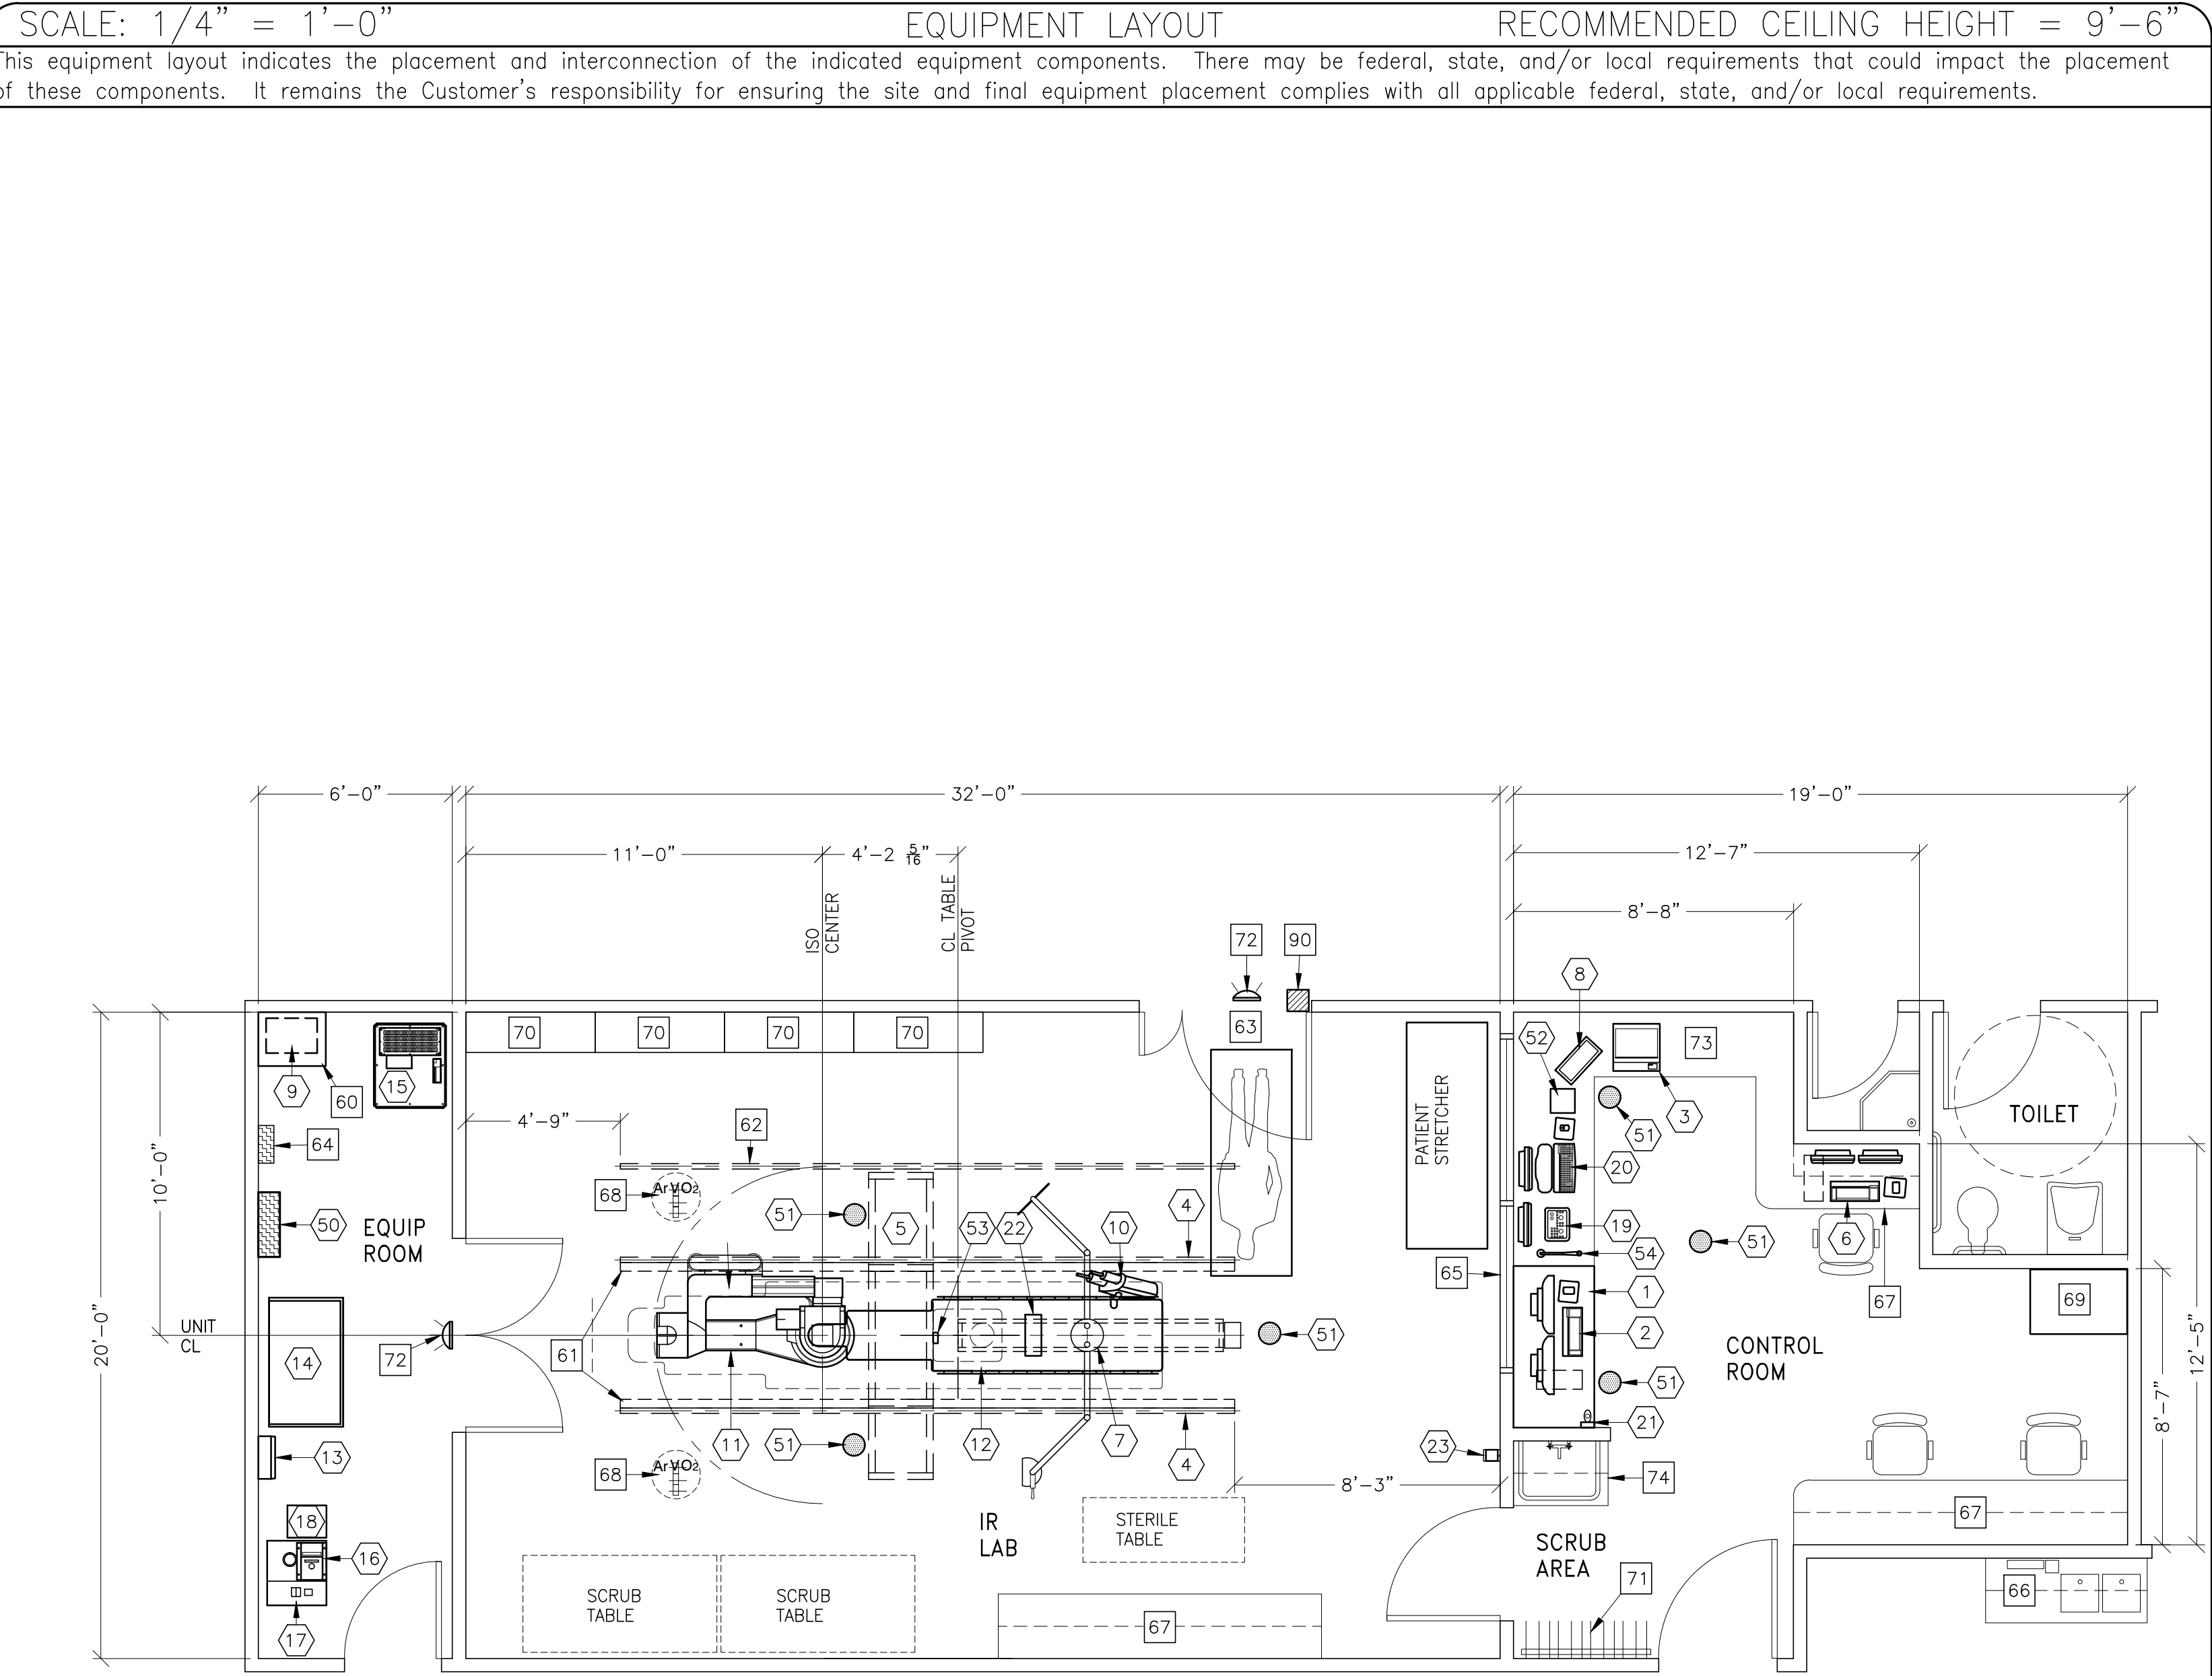 SCALE: 1/4" = 1'-0"
EQUIPMENT LAYOUT
RECOMMENDED CEILING HEIGHT = 9'-6"
This equipment layout indicates the placement and interconnection of the indicated equipment components. There may be federal, state, and/or local requirements that could impact the placement
of these components. It remains the Customer's responsibility for ensuring the site and final equipment placement complies with all applicable federal, state, and/or local requirements.
6'-0"
32'-0"
19'-0"
11'-0"
4'-2 5/16"
12'-7"
8'-8"
ISO
CENTER
CL TABLE
PIVOT
72
90
8
70
70
70
70
63
52
73
9
60
15
PATIENT
STRETCHER
3
51
TOILET
4'-9"
62
64
20
10'-0"
68
ArVO2
51
5
53
22
10
4
50
EQUIP
ROOM
19
54
51
6
65
1
67
69
20'-0"
UNIT
CL
14
72
61
51
2
CONTROL
ROOM
12'-5"
8'-7"
51
21
13
11
51
12
7
4
23
68
ArVO2
8'-3"
74
18
IR
LAB
STERILE
TABLE
67
16
SCRUB
AREA
17
SCRUB
TABLE
SCRUB
TABLE
67
71
66